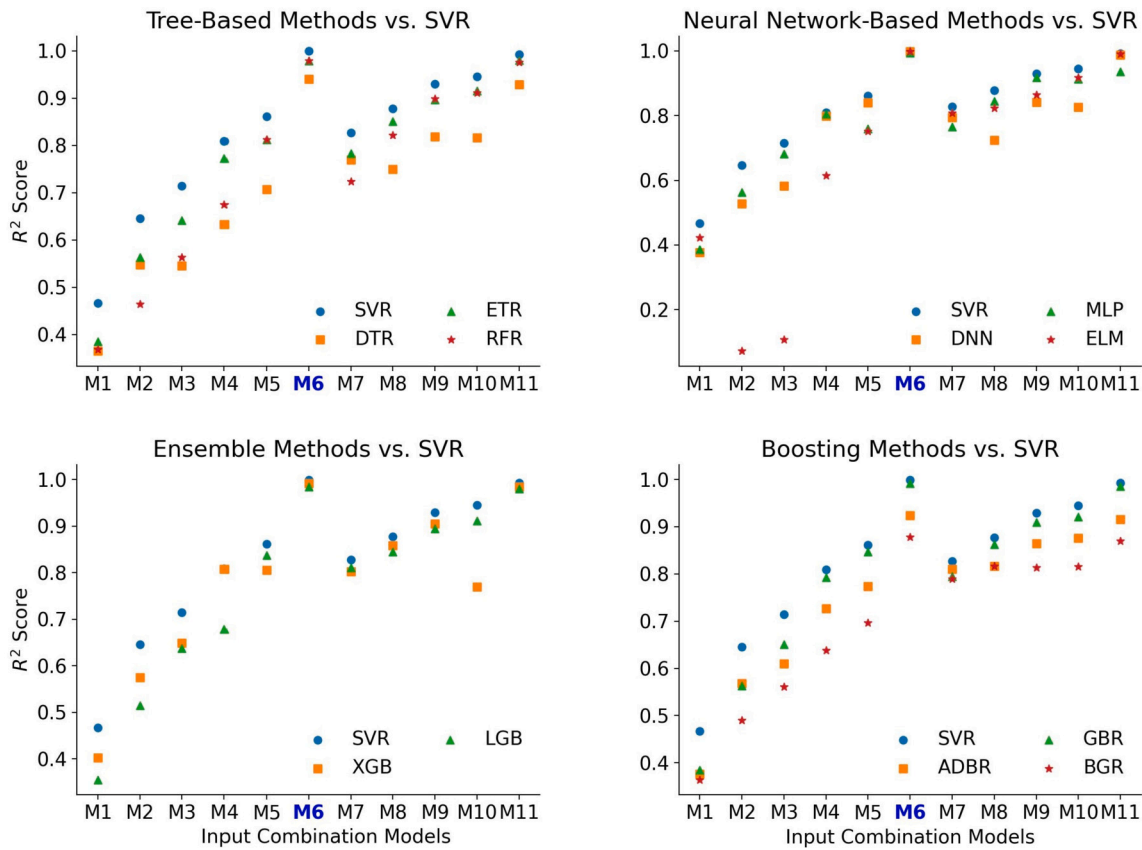 Tree-Based Methods vs. SVR
1.0
0.9
0.8
0.7
0.6
0.5
0.4
R² Score
SVR ETR
DTR RFR
M1 M2 M3 M4 M5 M6 M7 M8 M9 M10 M11
Neural Network-Based Methods vs. SVR
1.0
0.8
0.6
0.4
0.2
SVR MLP
DNN ELM
M1 M2 M3 M4 M5 M6 M7 M8 M9 M10 M11
Ensemble Methods vs. SVR
1.0
0.9
0.8
0.7
0.6
0.5
0.4
R² Score
SVR LGB
XGB
M1 M2 M3 M4 M5 M6 M7 M8 M9 M10 M11
Input Combination Models
Boosting Methods vs. SVR
1.0
0.9
0.8
0.7
0.6
0.5
0.4
SVR GBR
ADBR BGR
M1 M2 M3 M4 M5 M6 M7 M8 M9 M10 M11
Input Combination Models